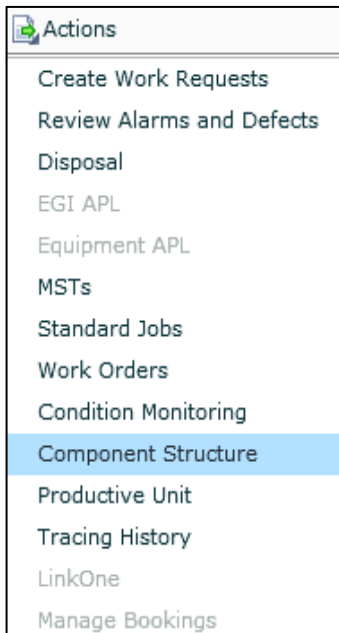 Actions
Create Work Requests
Review Alarms and Defects
Disposal
EGI APL
Equipment APL
MSTs
Standard Jobs
Work Orders
Condition Monitoring
Component Structure
Productive Unit
Tracing History
LinkOne
Manage Bookings